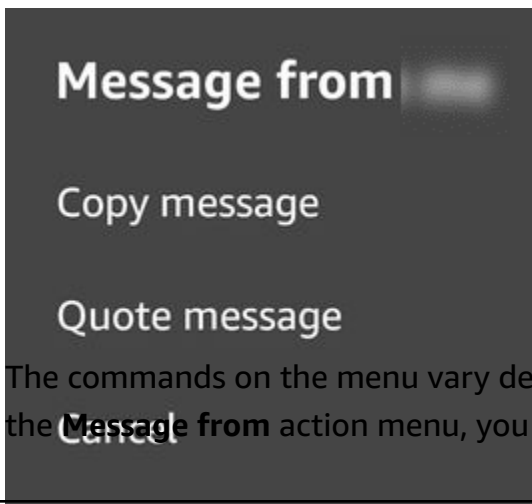 Message from
Copy message
Quote message
The commands on the menu vary de
the Message from action menu, you
Cancel